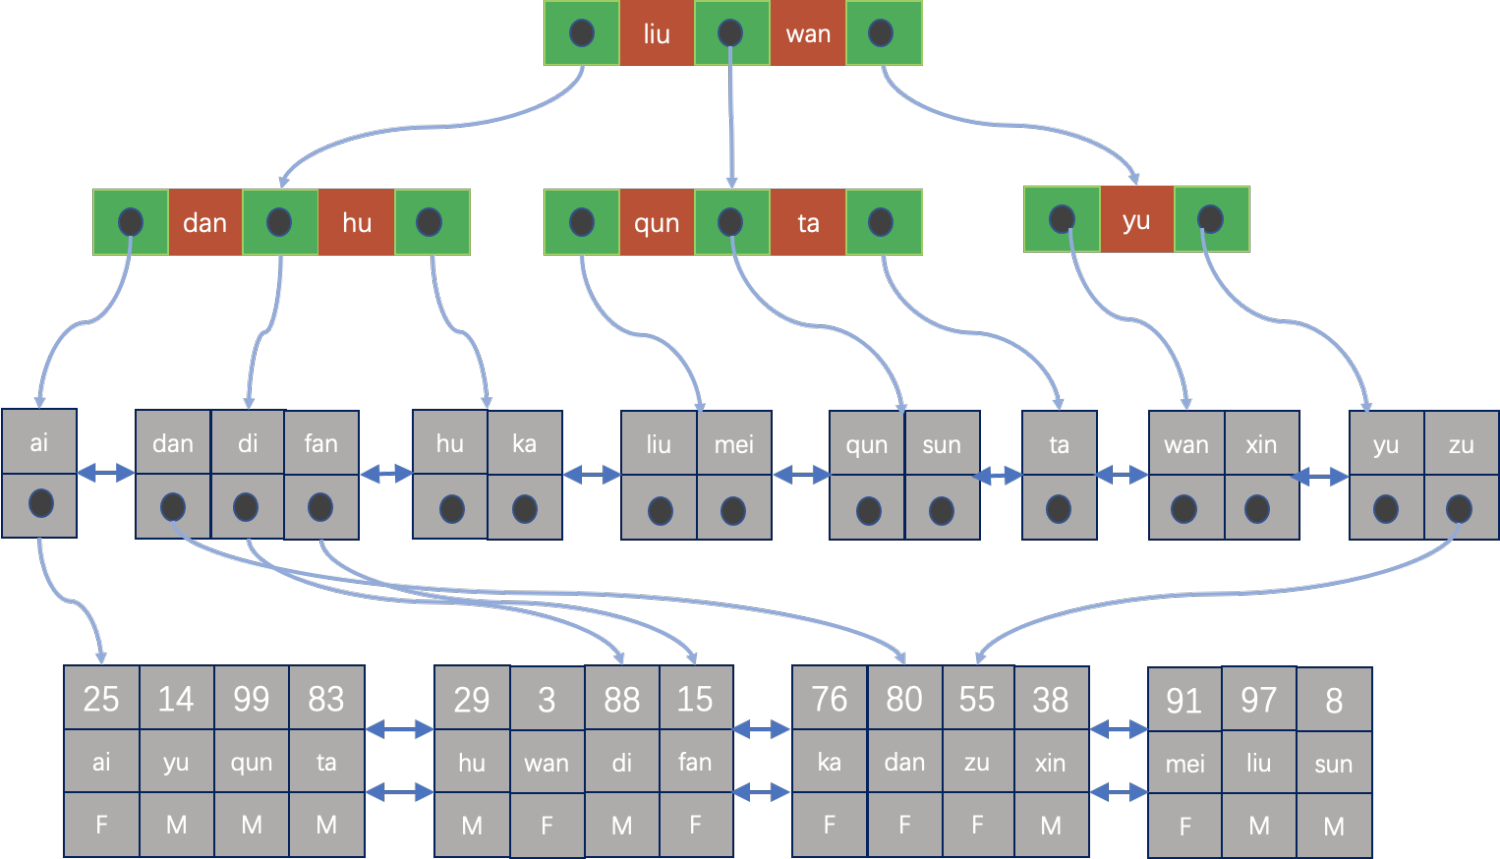 liu wan
dan hu qun ta yu
ai dan di fan hu ka liu mei qun sun ta wan xin yu zu
25 14 99 83 29 3 88 15 76 80 55 38 91 97 8
ai yu qun ta hu wan di fan ka dan zu xin mei liu sun
F M M M M F M F F F F M F M M